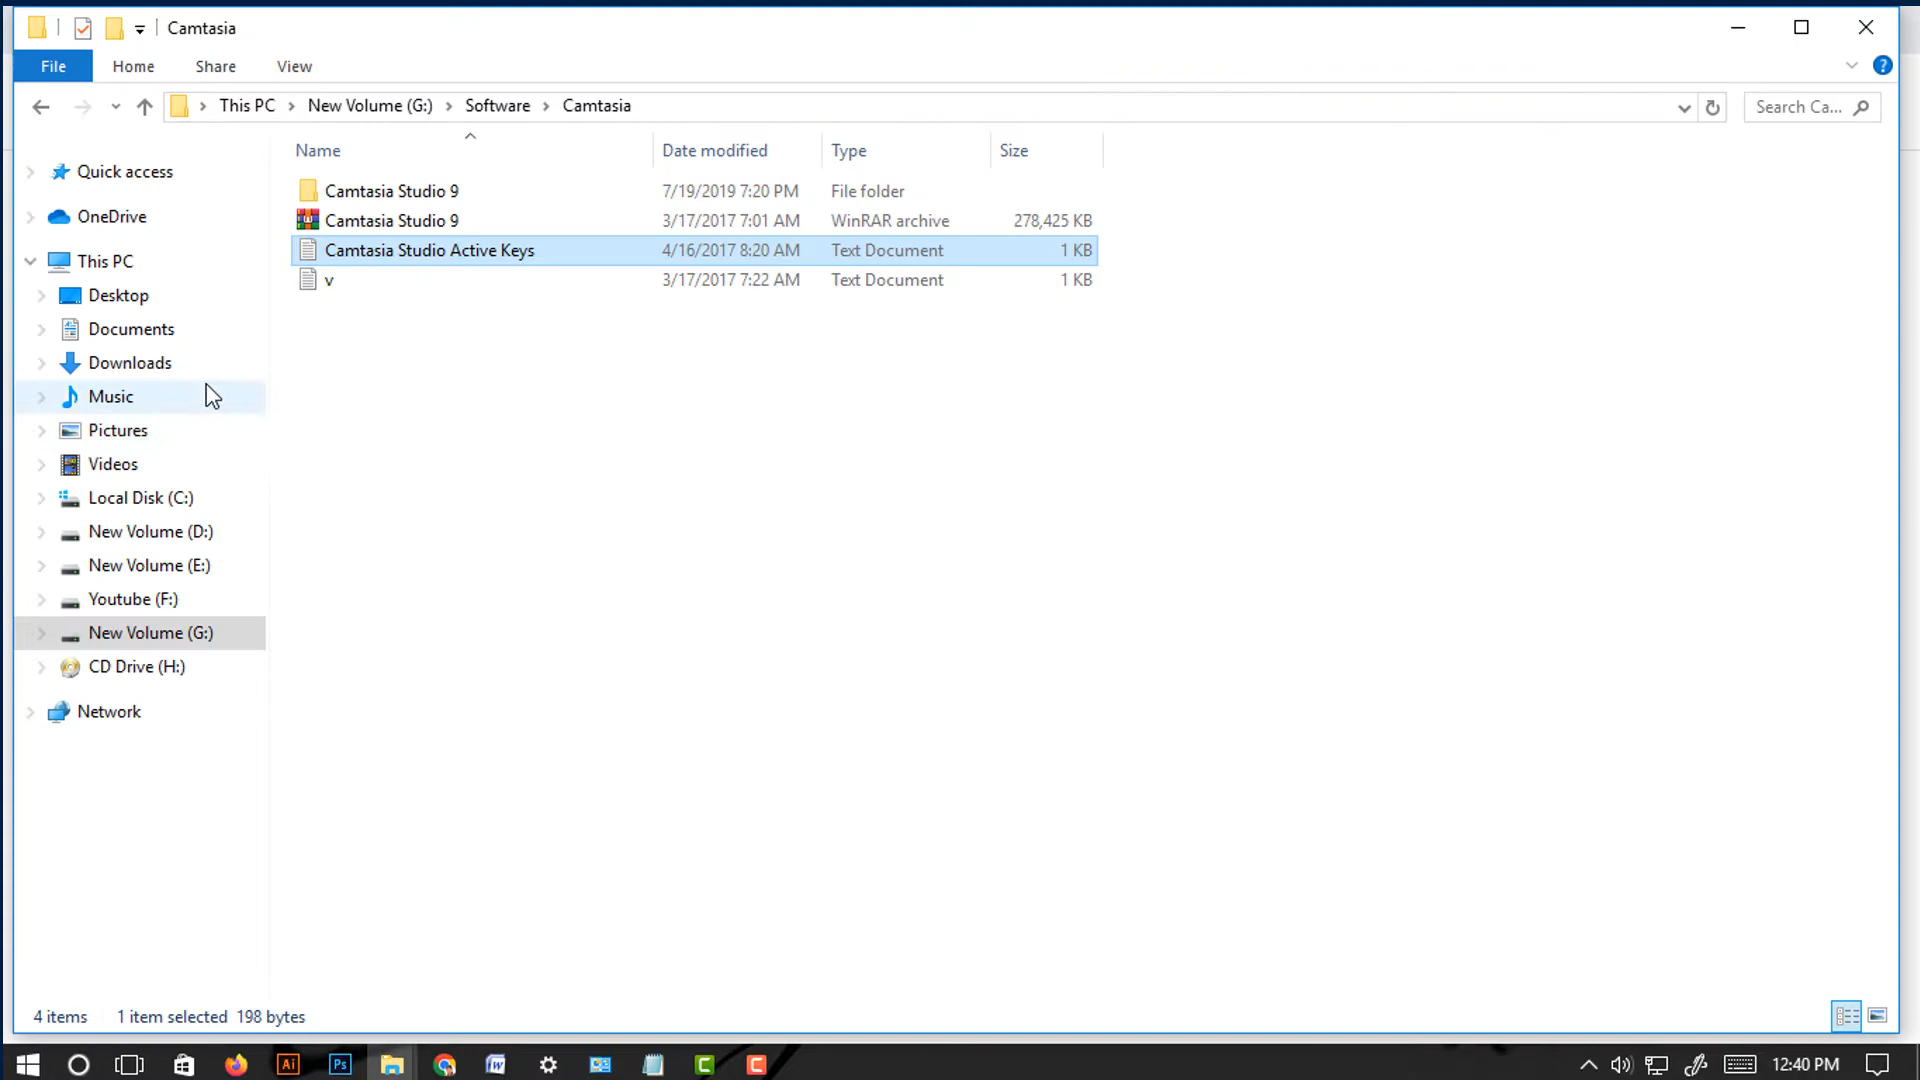 Camtasia
File Home Share View
This PC New Volume (G:) Software Camtasia Search Ca...
Name Date modified Type Size
Quick access
OneDrive
This PC
Desktop
Documents
Downloads
Music
Pictures
Videos
Local Disk (C:)
New Volume (D:)
New Volume (E:)
Youtube (F:)
New Volume (G:)
CD Drive (H:)
Network
Camtasia Studio 9 7/19/2019 7:20 PM File folder
Camtasia Studio 9 3/17/2017 7:01 AM WinRAR archive 278,425 KB
Camtasia Studio Active Keys 4/16/2017 8:20 AM Text Document 1 KB
v 3/17/2017 7:22 AM Text Document 1 KB
4 items 1 item selected 198 bytes
Ai Ps 12:40 PM